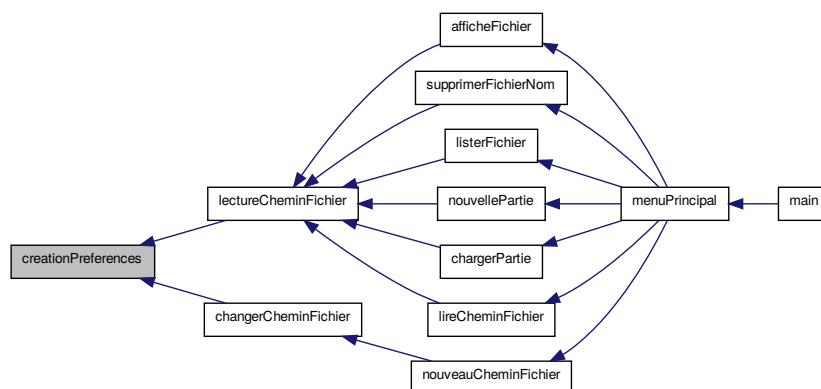 afficheFichier
supprimerFichierNom
listerFichier
lectureCheminFichier
nouvellePartie
menuPrincipal
main
creationPreferences
chargerPartie
changerCheminFichier
lireCheminFichier
nouveauCheminFichier